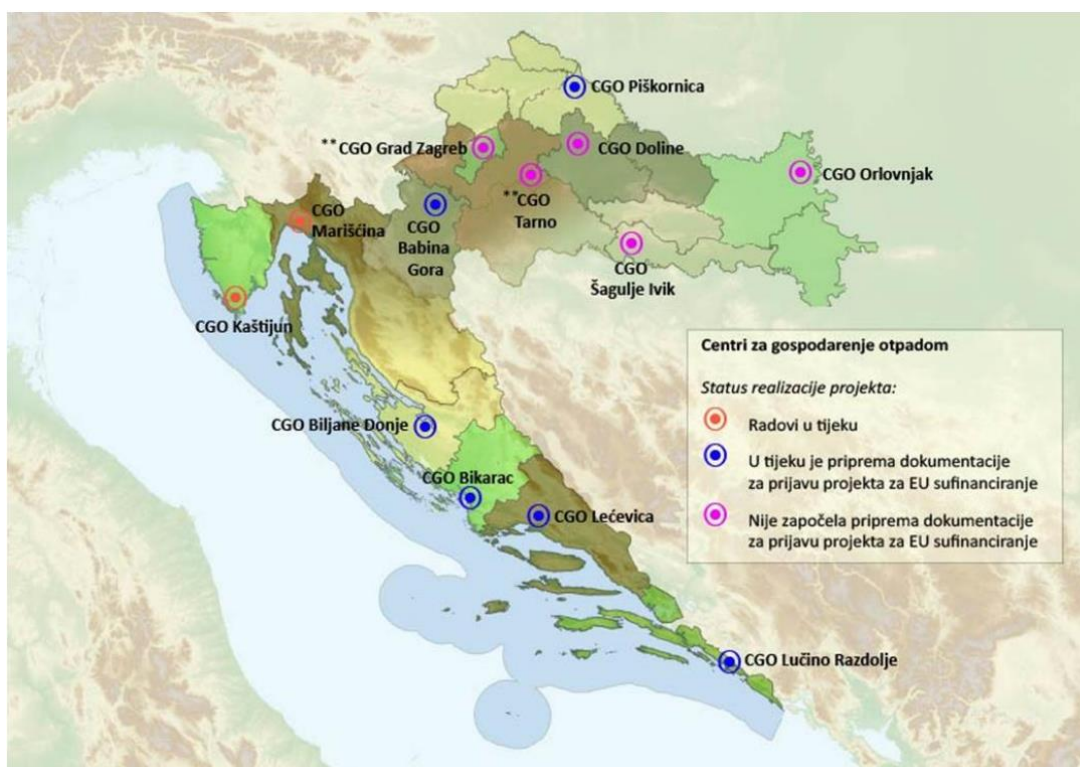 CGO Piškornica
**CGO Grad Zagreb
CGO Doline
CGO Orlovnjak
**CGO
Tarno
CGO
Marišćina
CGO
Babina
Gora
CGO
Šagulje Ivik
CGO Kaštijun
CGO Biljane Donje
CGO Bikarac
CGO Lećevica
CGO Lučino Razdolje
Centri za gospodarenje otpadom
Status realizacije projekta:
Radovi u tijeku
U tijeku je priprema dokumentacije
za prijavu projekta za EU sufinanciranje
Nije započela priprema dokumentacije
za prijavu projekta za EU sufinanciranje